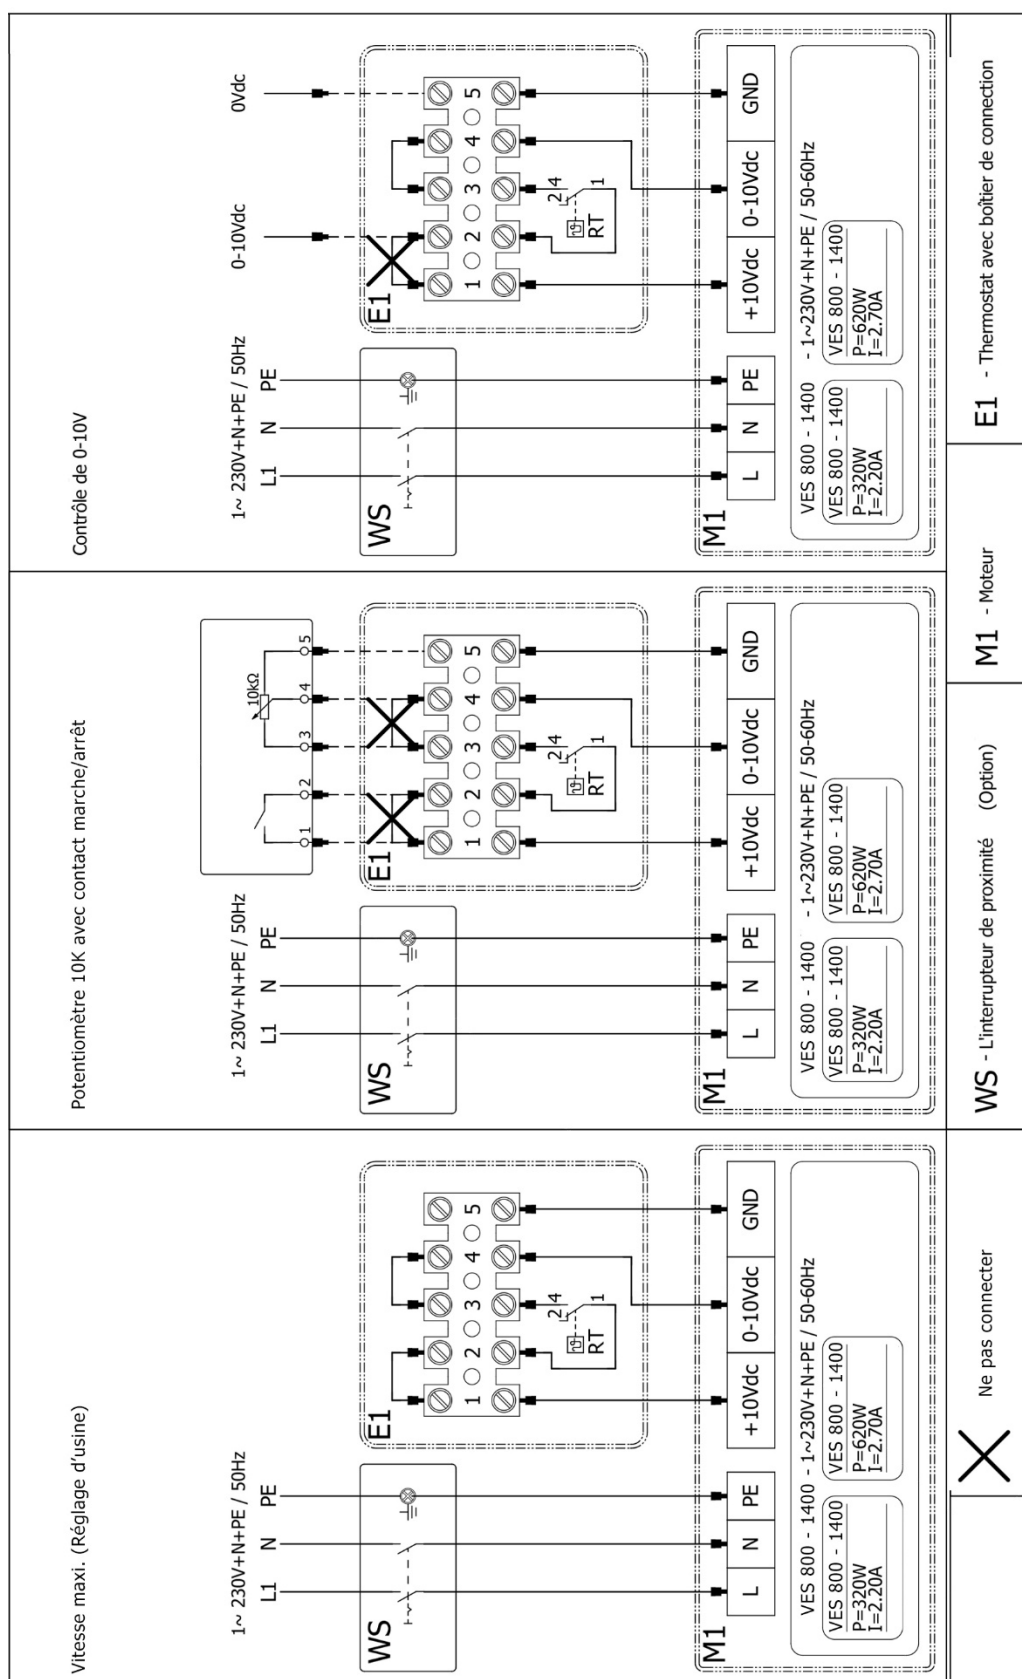 Vitesse maxi. (Réglage d'usine)
1~ 230V+N+PE / 50Hz
L1 N PE
WS
E1
1 2 3 4 5
2 4
RT
1
M1
L N PE +10Vdc 0-10Vdc GND
VES 800 - 1400 - 1~230V+N+PE / 50-60Hz
VES 800 - 1400
P=320W
I=2.20A
VES 800 - 1400
P=620W
I=2.70A
Potentiomètre 10K avec contact marche/arrêt
10kΩ
1 2 3 4 5
1~ 230V+N+PE / 50Hz
L1 N PE
WS
E1
1 2 3 4 5
2 4
RT
1
M1
L N PE +10Vdc 0-10Vdc GND
VES 800 - 1400 - 1~230V+N+PE / 50-60Hz
VES 800 - 1400
P=320W
I=2.20A
VES 800 - 1400
P=620W
I=2.70A
Contrôle de 0-10V
1~ 230V+N+PE / 50Hz
L1 N PE
0-10Vdc 0Vdc
WS
E1
1 2 3 4 5
2 4
RT
1
M1
L N PE +10Vdc 0-10Vdc GND
VES 800 - 1400 - 1~230V+N+PE / 50-60Hz
VES 800 - 1400
P=320W
I=2.20A
VES 800 - 1400
P=620W
I=2.70A
Ne pas connecter
WS - L'interrupteur de proximité (Option)
M1 - Moteur
E1 - Thermostat avec boîtier de connection